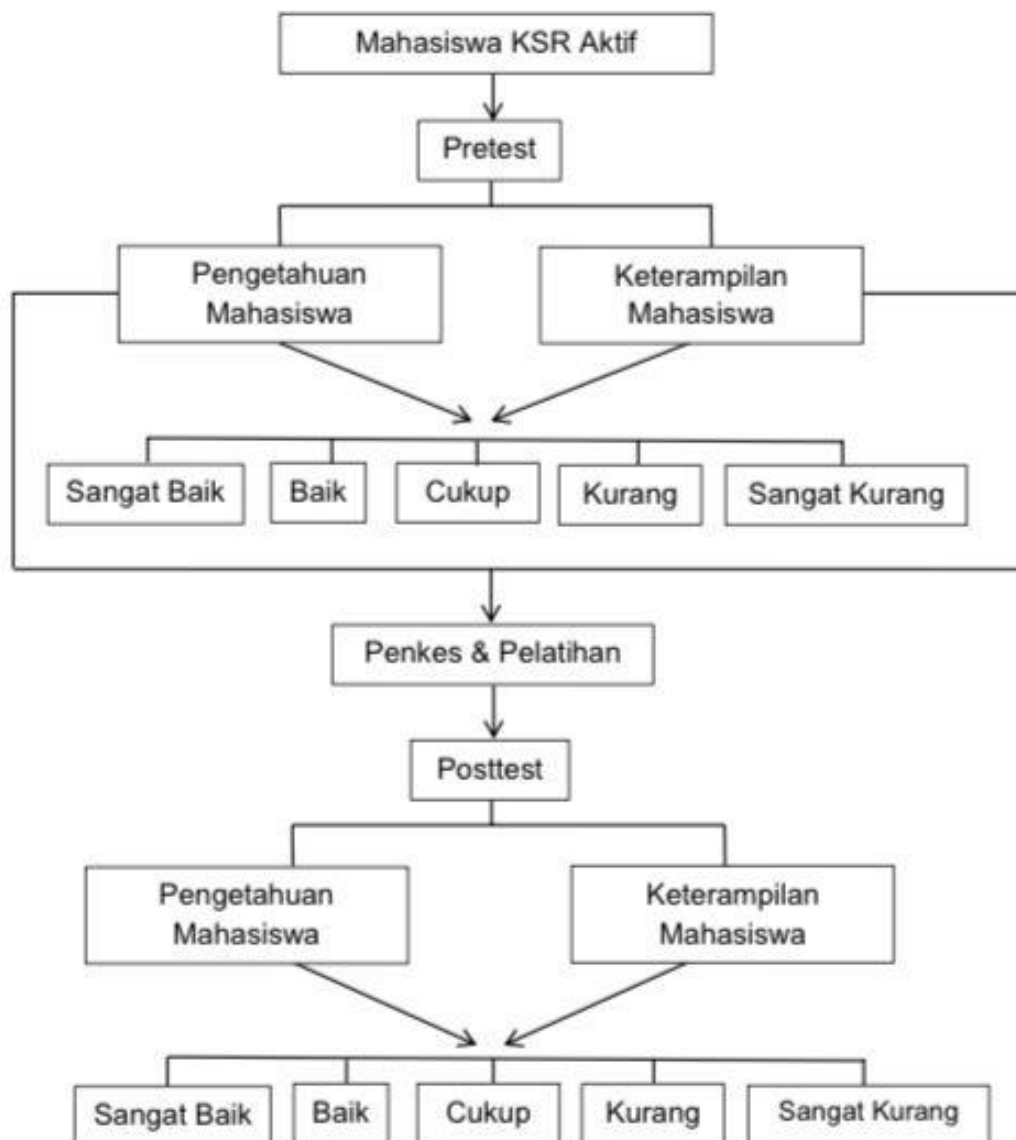 Mahasiswa KSR Aktif
Pretest
Pengetahuan
Mahasiswa
Keterampilan
Mahasiswa
Sangat Baik
Baik
Cukup
Kurang
Sangat Kurang
Penkes & Pelatihan
Posttest
Pengetahuan
Mahasiswa
Keterampilan
Mahasiswa
Sangat Baik
Baik
Cukup
Kurang
Sangat Kurang